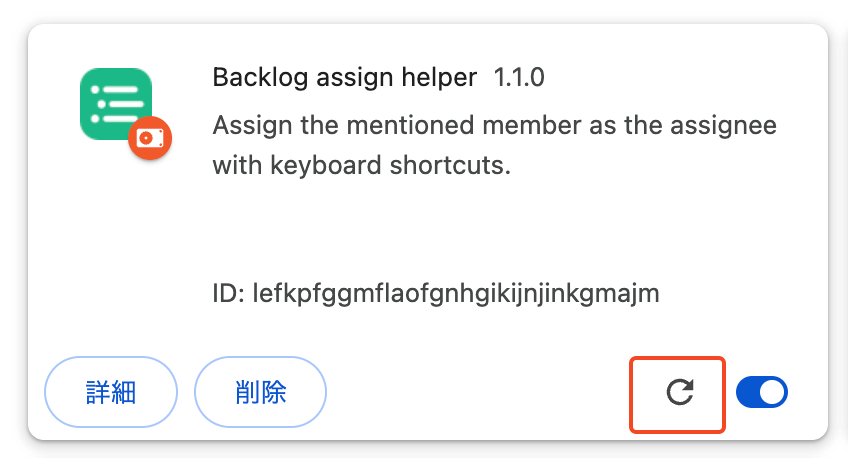 Backlog assign helper 1.1.0
Assign the mentioned member as the assignee
with keyboard shortcuts.
ID: lefkpfggmflaofgnhgikijnjinkgmajm
詳細
削除